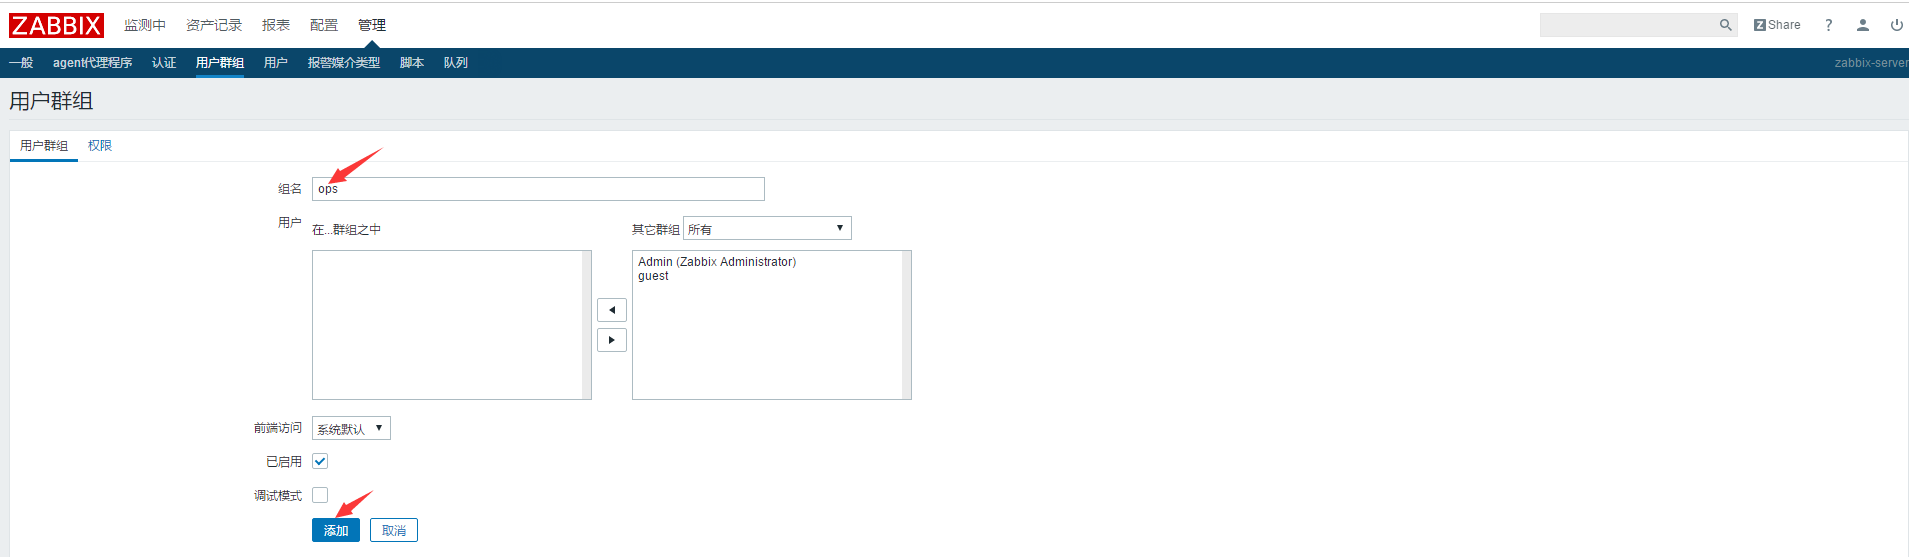 ZABBIX 监测中 资产记录 报表 配置 管理 Share ?
一般 agent代理程序 认证 用户群组 用户 报警媒介类型 脚本 队列 zabbix-server
用户群组
用户群组 权限
组名 ops
用户 在...群组之中 其它群组 所有
Admin (Zabbix Administrator)
guest
前端访问 系统默认
已启用
调试模式
添加 取消